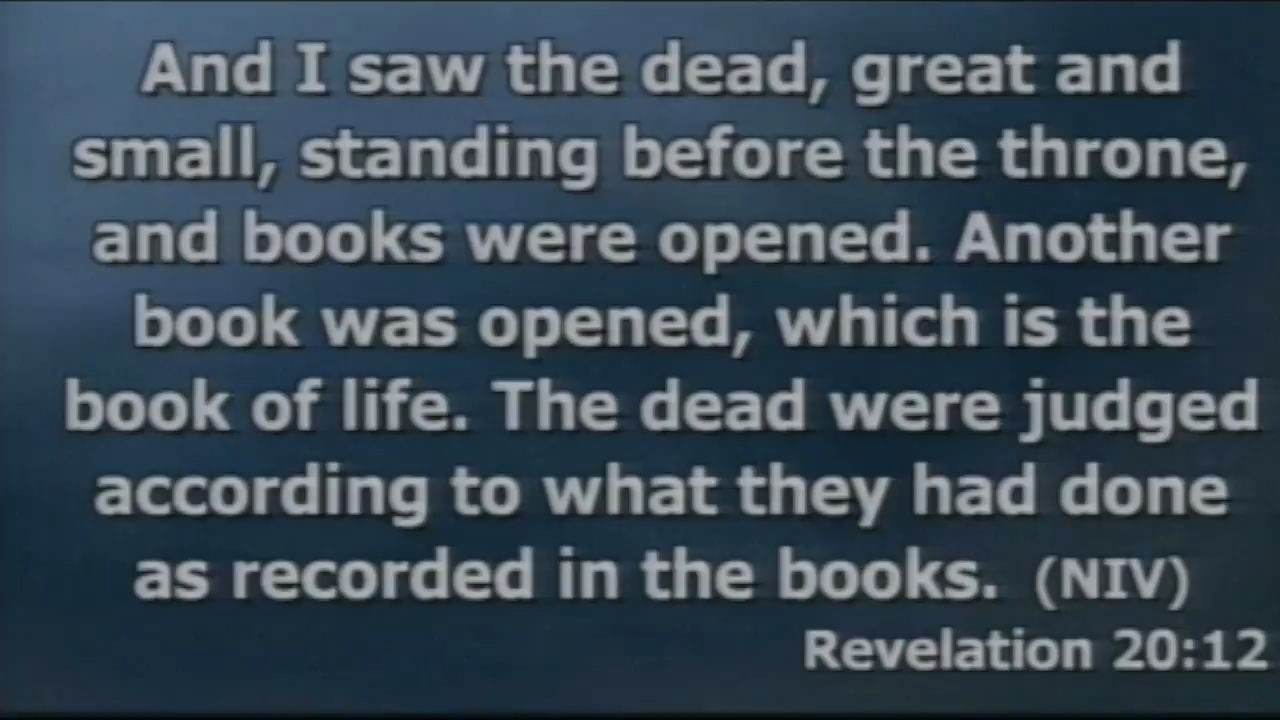 And I saw the dead, great and
small, standing before the throne,
and books were opened. Another
book was opened, which is the
book of life. The dead were judged
according to what they had done
as recorded in the books. (NIV)
Revelation 20:12